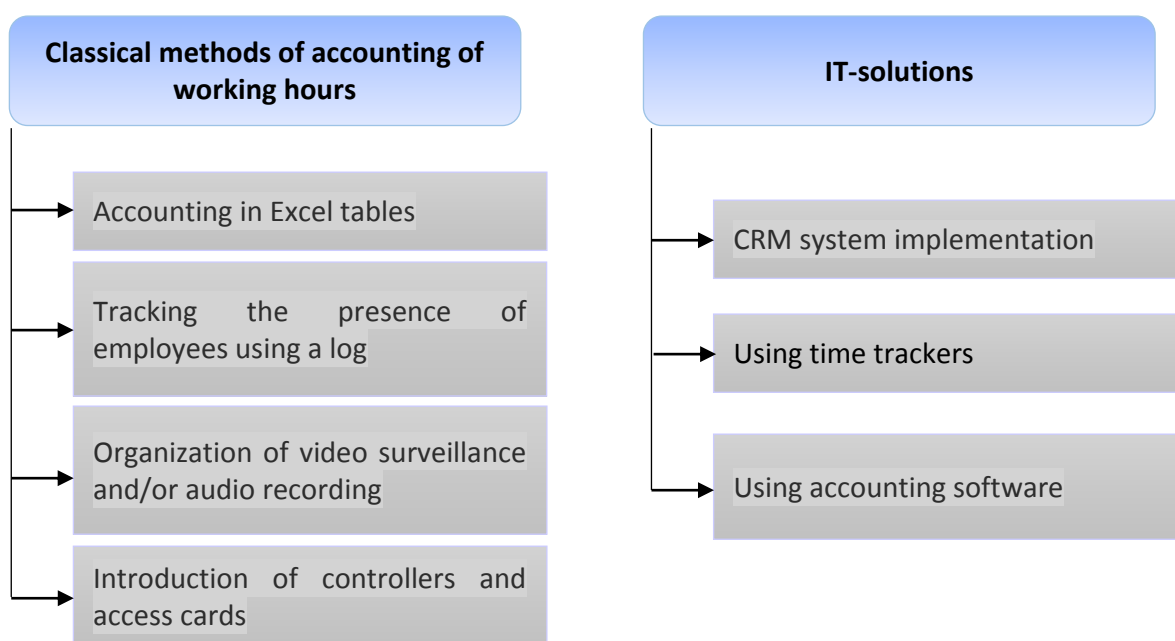 Classical methods of accounting of
working hours
Accounting in Excel tables
Tracking the presence of
employees using a log
Organization of video surveillance
and/or audio recording
Introduction of controllers and
access cards
IT-solutions
CRM system implementation
Using time trackers
Using accounting software